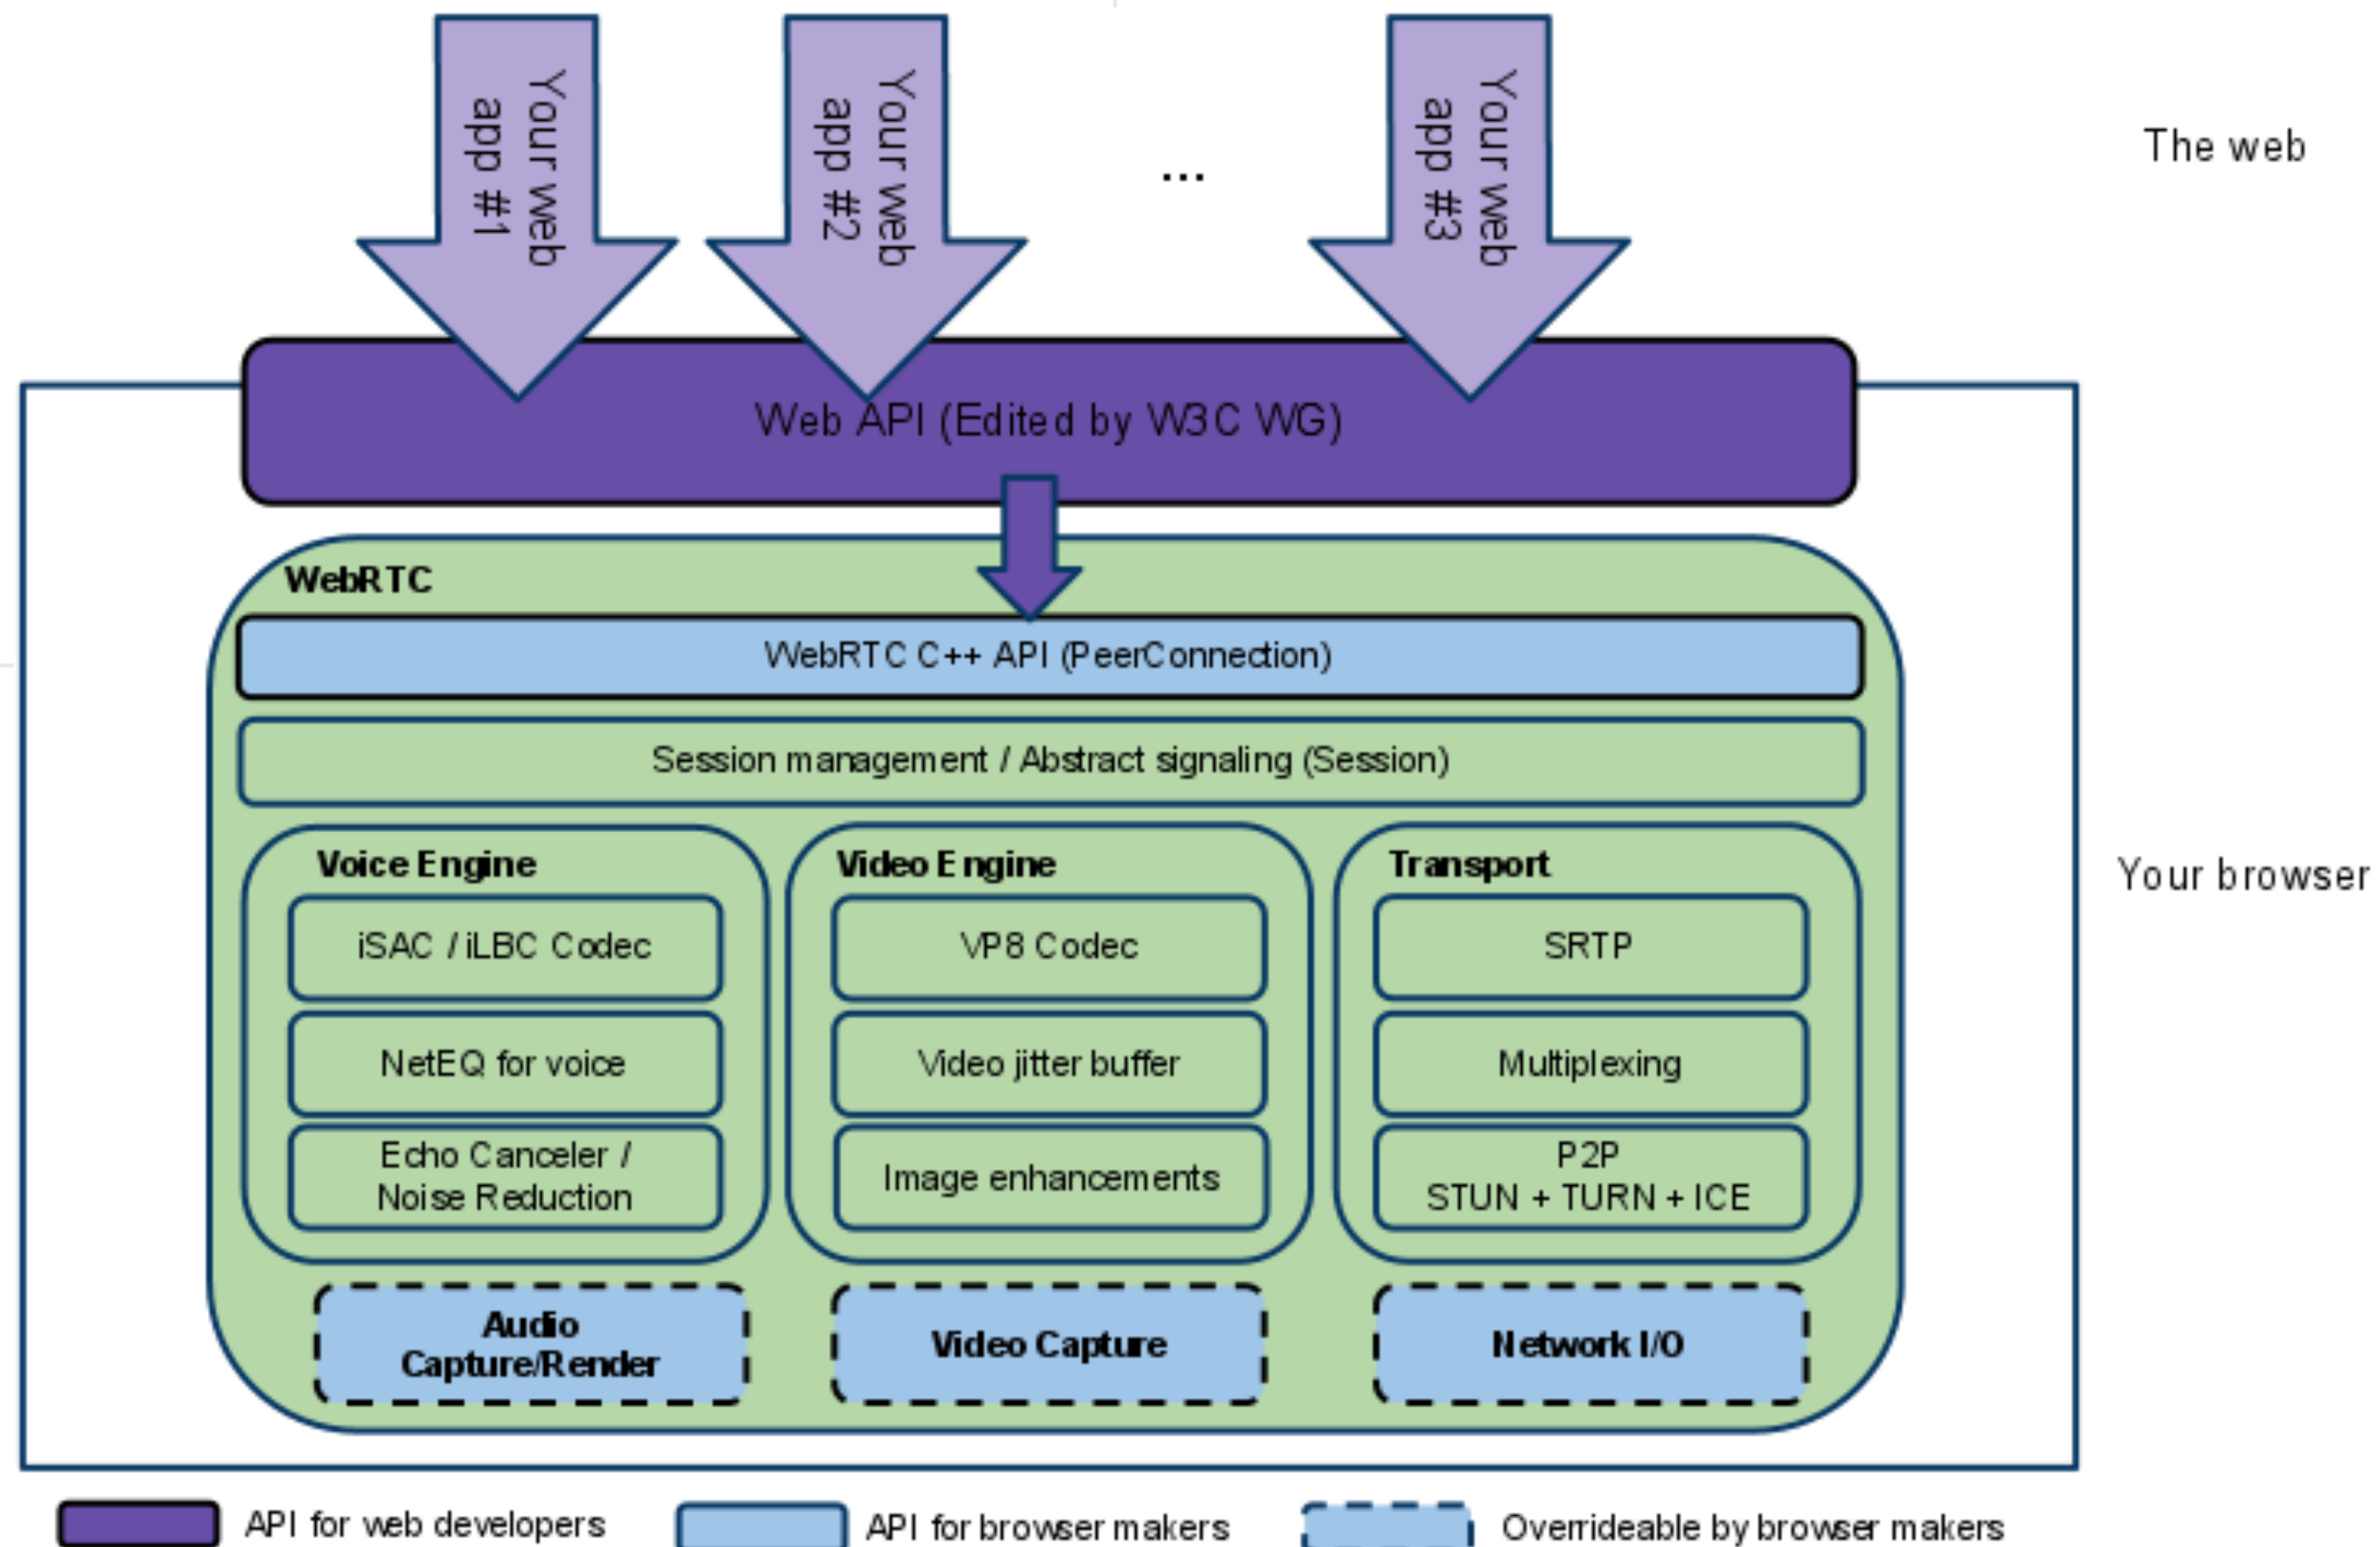 Your web
app #1
Your web
app #2
...
Your web
app #3
The web
Web API (Edited by W3C WG)
WebRTC
WebRTC C++ API (PeerConnection)
Session management / Abstract signaling (Session)
Voice Engine
iSAC / iLBC Codec
NetEQ for voice
Echo Canceler /
Noise Reduction
Video Engine
VP8 Codec
Video jitter buffer
Image enhancements
Transport
SRTP
Multiplexing
P2P
STUN + TURN + ICE
Your browser
Audio
Capture/Render
Video Capture
Network I/O
API for web developers
API for browser makers
Overrideable by browser makers